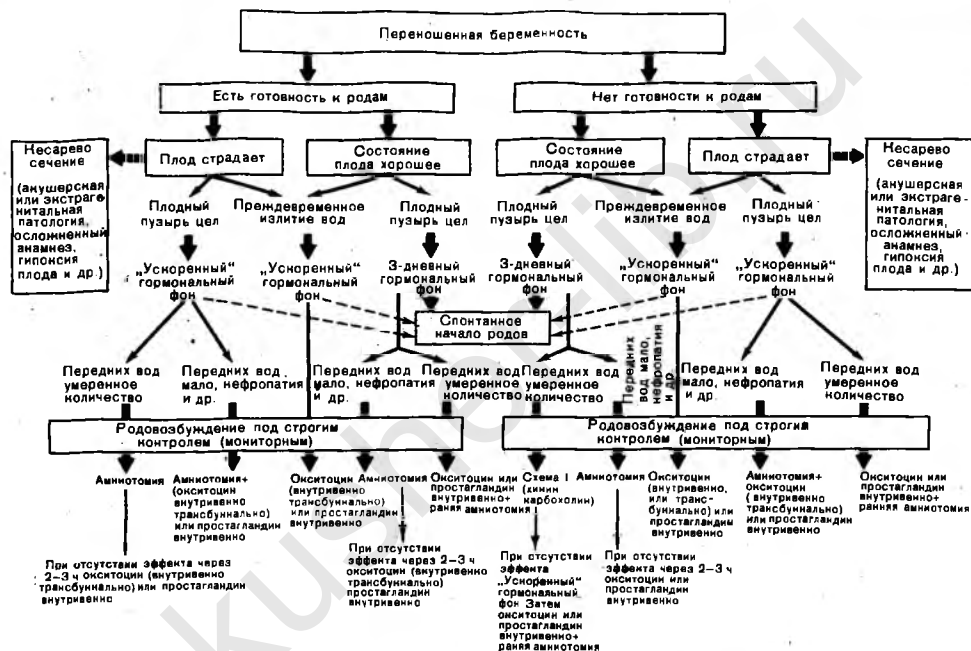 Переношенная беременность
Есть готовность к родам
Нет готовности к родам
Несарево
сечение
(анушерская
или экстраге-
нитальная
патология,
осложненный
анамнез,
гипоксия
плода и др.)
Плод страдает
Состояние
плода хорошее
Состояние
плода хорошее
Плод страдает
Несарево
сечение
(анушерская
или экстраге-
нитальная
патология,
осложненный
анамнез,
гипоксия
плода и др.)
Плодный
пузырь цел
Преждевременное
излитие вод
Плодный
пузырь цел
Плодный
пузырь цел
Преждевременное
излитие вод
Плодный
пузырь цел
„Ускоренный“
гормональный
фон
„Ускоренный“
гормональный
фон
3-дневный
гормональный
фон
3-дневный
гормональный
фон
„Ускоренный“
гормональный
фон
„Ускоренный“
гормональный
фон
Спонтанное
начало родов
Передних вод
умеренное
количество
Передних вод
мало, нефропатия
и др.
Передних вод
мало, нефропатия
и др.
Передних вод
умеренное
количество
Передних вод
умеренное
количество
Передних
вод мало,
нефропатия
и др
Передних вод
мало, нефропатия
и др.
Передних вод
умеренное
количество
Родовозбуждение под строгим
контролем (мониторным)
Родовозбуждение под строгим
контролем (мониторным)
Амниотомия
Амниотомия+
(окситоцин
внутривенно
трансбуннально)
или простагландин
внутривенно
Окситоцин
(внутривенно
трансбуннально)
или простагландин
внутривенно
Амниотомия
Окситоцин или
простагландин
внутривенно+
ранняя амниотомия
Схема I
(хинин
карбохолин)
Амниотомия
Окситоцин
(внутривенно,
или транс-
буннально) или
простагландин
внутривенно
Амниотомия+
окситоцин
(внутривенно
трансбуннально)
или простагландин
внутривенно
Окситоцин или
простагландин
внутривенно+
ранняя амниотомия
При отсутствии эффекта через
2–3 ч окситоцин (внутривенно
трансбуннально) или простагландин
внутривенно
При отсутствии
эффекта через 2–3 ч
окситоцин (внутривенно
трансбуннально)
простагландин
внутривенно
При отсутствии
эффекта
„Ускоренный“
гормональный
фон Затем
окситоцин или
простагландин
внутривенно+
ранняя амниотомия
При отсутствии
эффекта через 2–3 ч
окситоцин или
простагландин
внутривенно